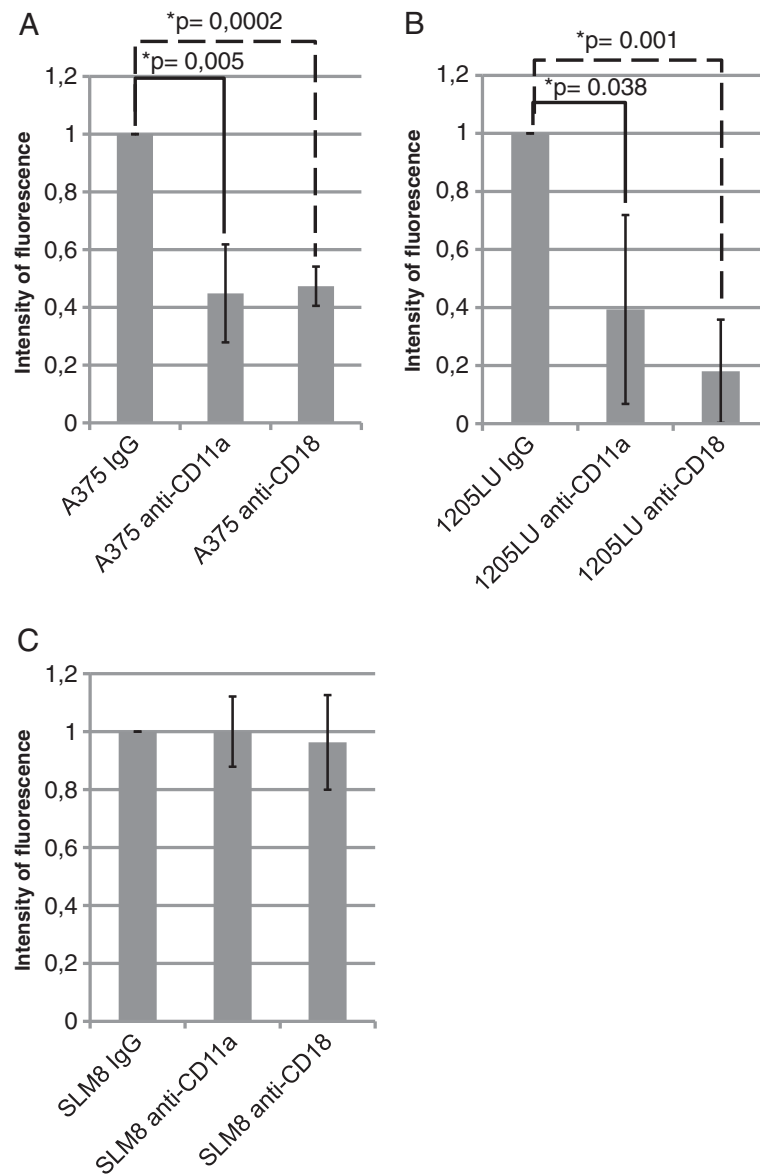 A
*p= 0,0002
*p= 0,005
1,2
1
0,8
0,6
0,4
0,2
0
Intensity of fluorescence
A375 IgG
A375 anti-CD11a
A375 anti-CD18
B
*p= 0.001
*p= 0.038
1,2
1
0,8
0,6
0,4
0,2
0
Intensity of fluorescence
1205LU IgG
1205LU anti-CD11a
1205LU anti-CD18
C
1,2
1
0,8
0,6
0,4
0,2
0
Intensity of fluorescence
SLM8 IgG
SLM8 anti-CD11a
SLM8 anti-CD18